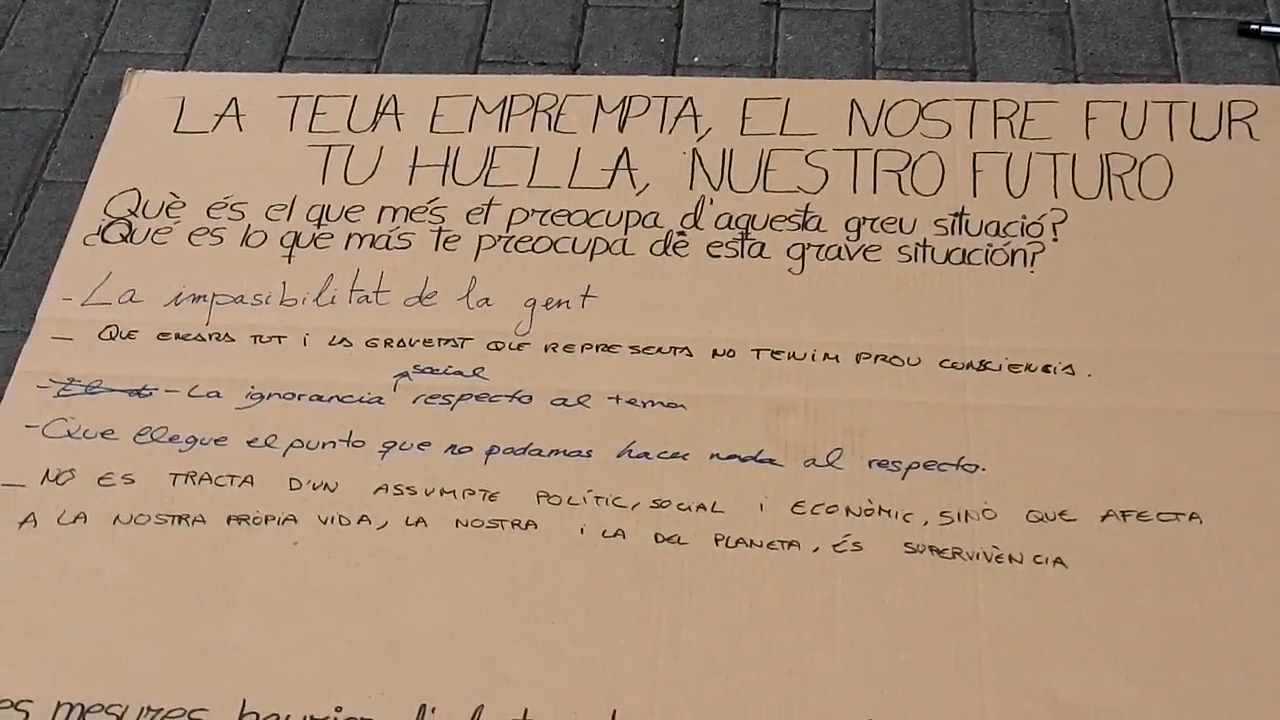 LA TEUA EMPREMPTA, EL NOSTRE FUTUR
TU HUELLA, NUESTRO FUTURO
Què és el que més et preocupa d'aquesta greu situació?
¿Qué es lo que más te preocupa de esta grave situación?
- La impasibilitat de la gent
- QUE ENCARA TOT I LA GRAVETAT QUE REPRESENTA NO TENIM PROU CONSCIENCIA.
social
- La ignorancia respecto al tema
- Que llegue el punto que no podamos hacer nada al respecto.
- NO ES TRACTA D'UN ASSUMPTE POLÍTIC, SOCIAL I ECONÒMIC, SINÓ QUE AFECTA
A LA NOSTRA PRÒPIA VIDA, LA NOSTRA I LA DEL PLANETA, ÉS SUPERVIVÈNCIA
es mesures